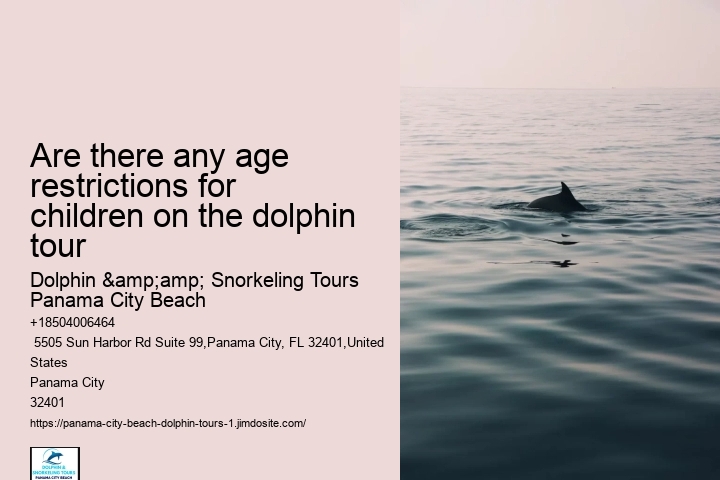 Are there any age
restrictions for
children on the dolphin
tour
Dolphin &amp;amp; Snorkeling Tours
Panama City Beach
+18504006464
5505 Sun Harbor Rd Suite 99,Panama City, FL 32401,United
States
Panama City
32401
https://panama-city-beach-dolphin-tours-1.jimdosite.com/
DOLPHIN &
SNORKELING TOURS
PANAMA CITY BEACH